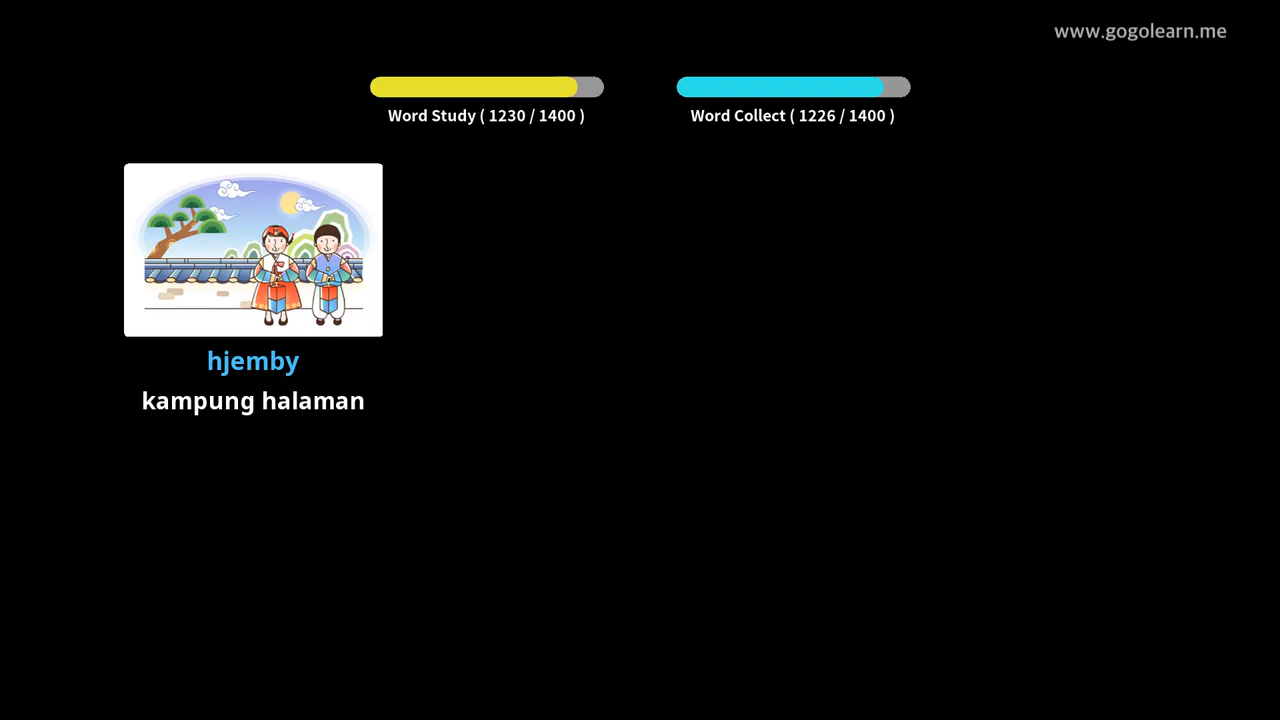 www.gogolearn.me
Word Study ( 1230 / 1400 )
Word Collect ( 1226 / 1400 )
hjemby
kampung halaman